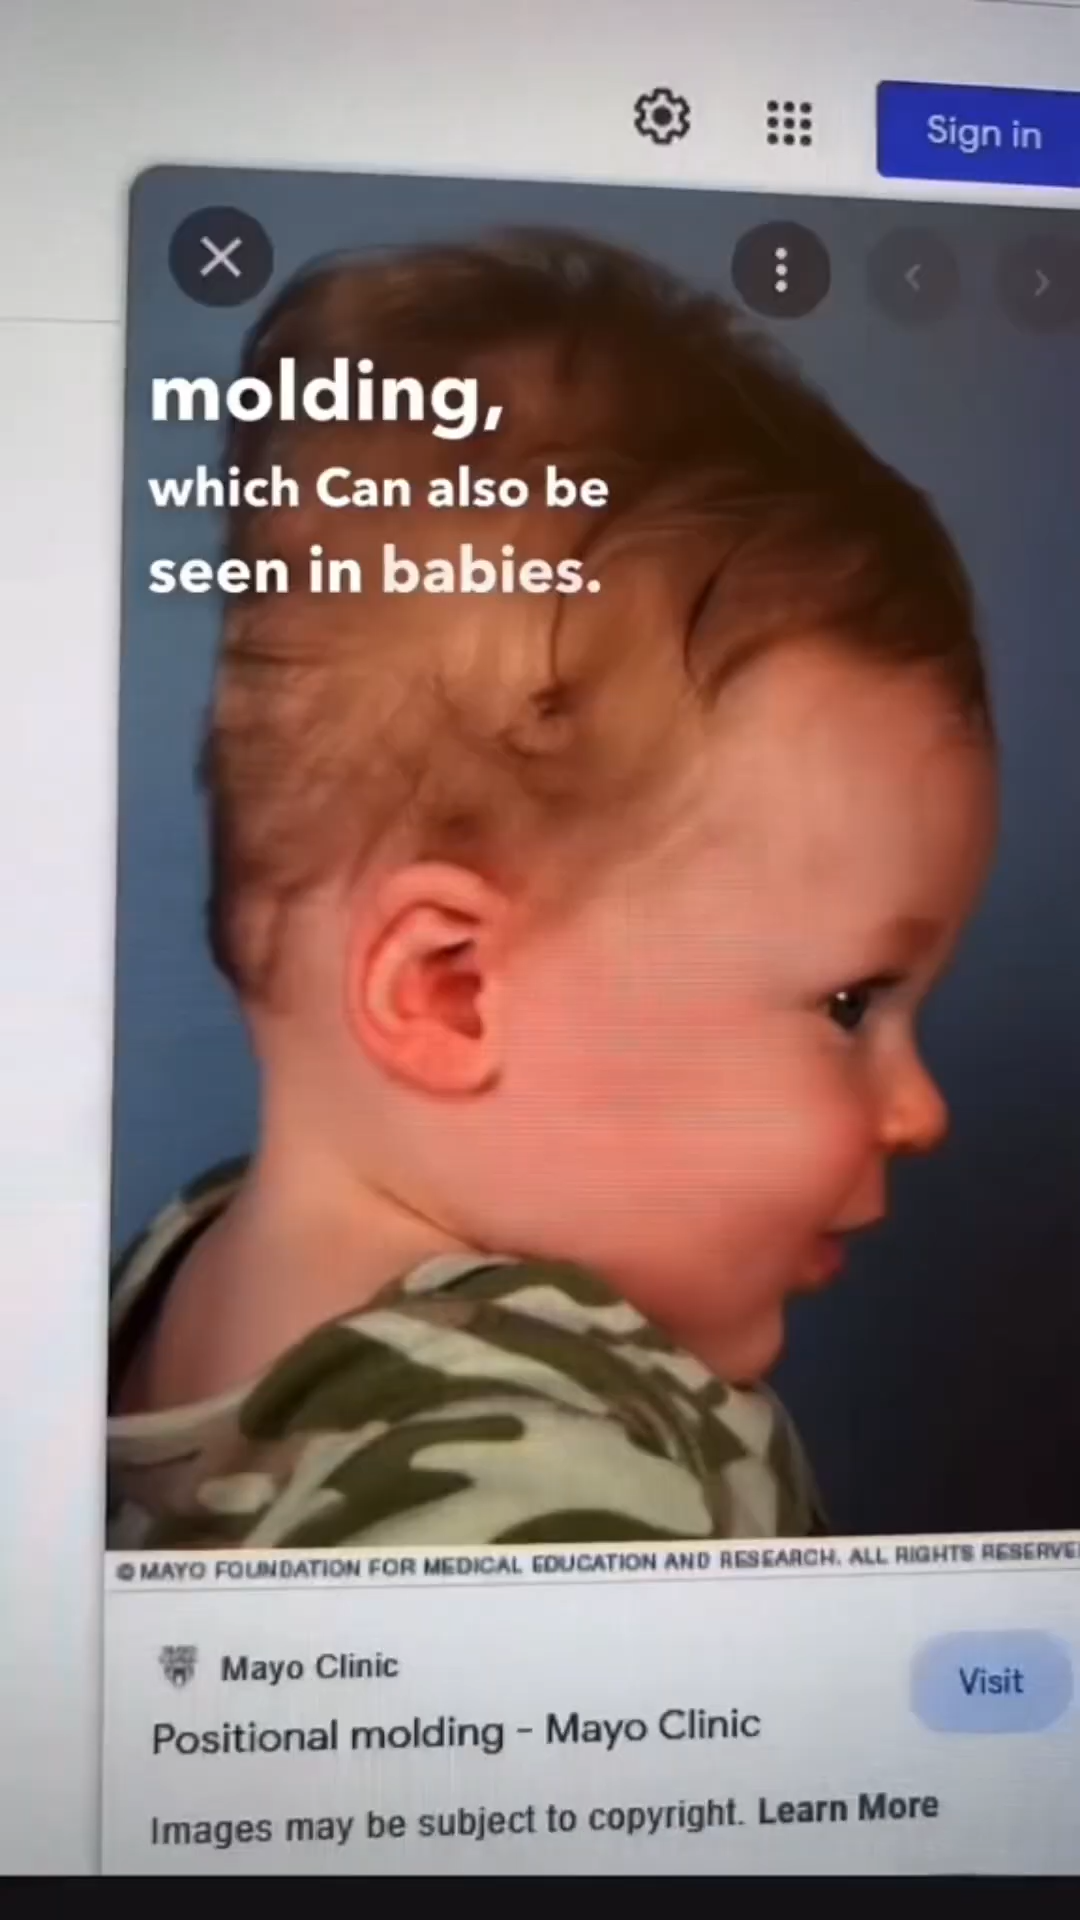 Sign in
molding,
which Can also be
seen in babies.
© MAYO FOUNDATION FOR MEDICAL EDUCATION AND RESEARCH. ALL RIGHTS RESERVE
Mayo Clinic
Visit
Positional molding - Mayo Clinic
Images may be subject to copyright. Learn More